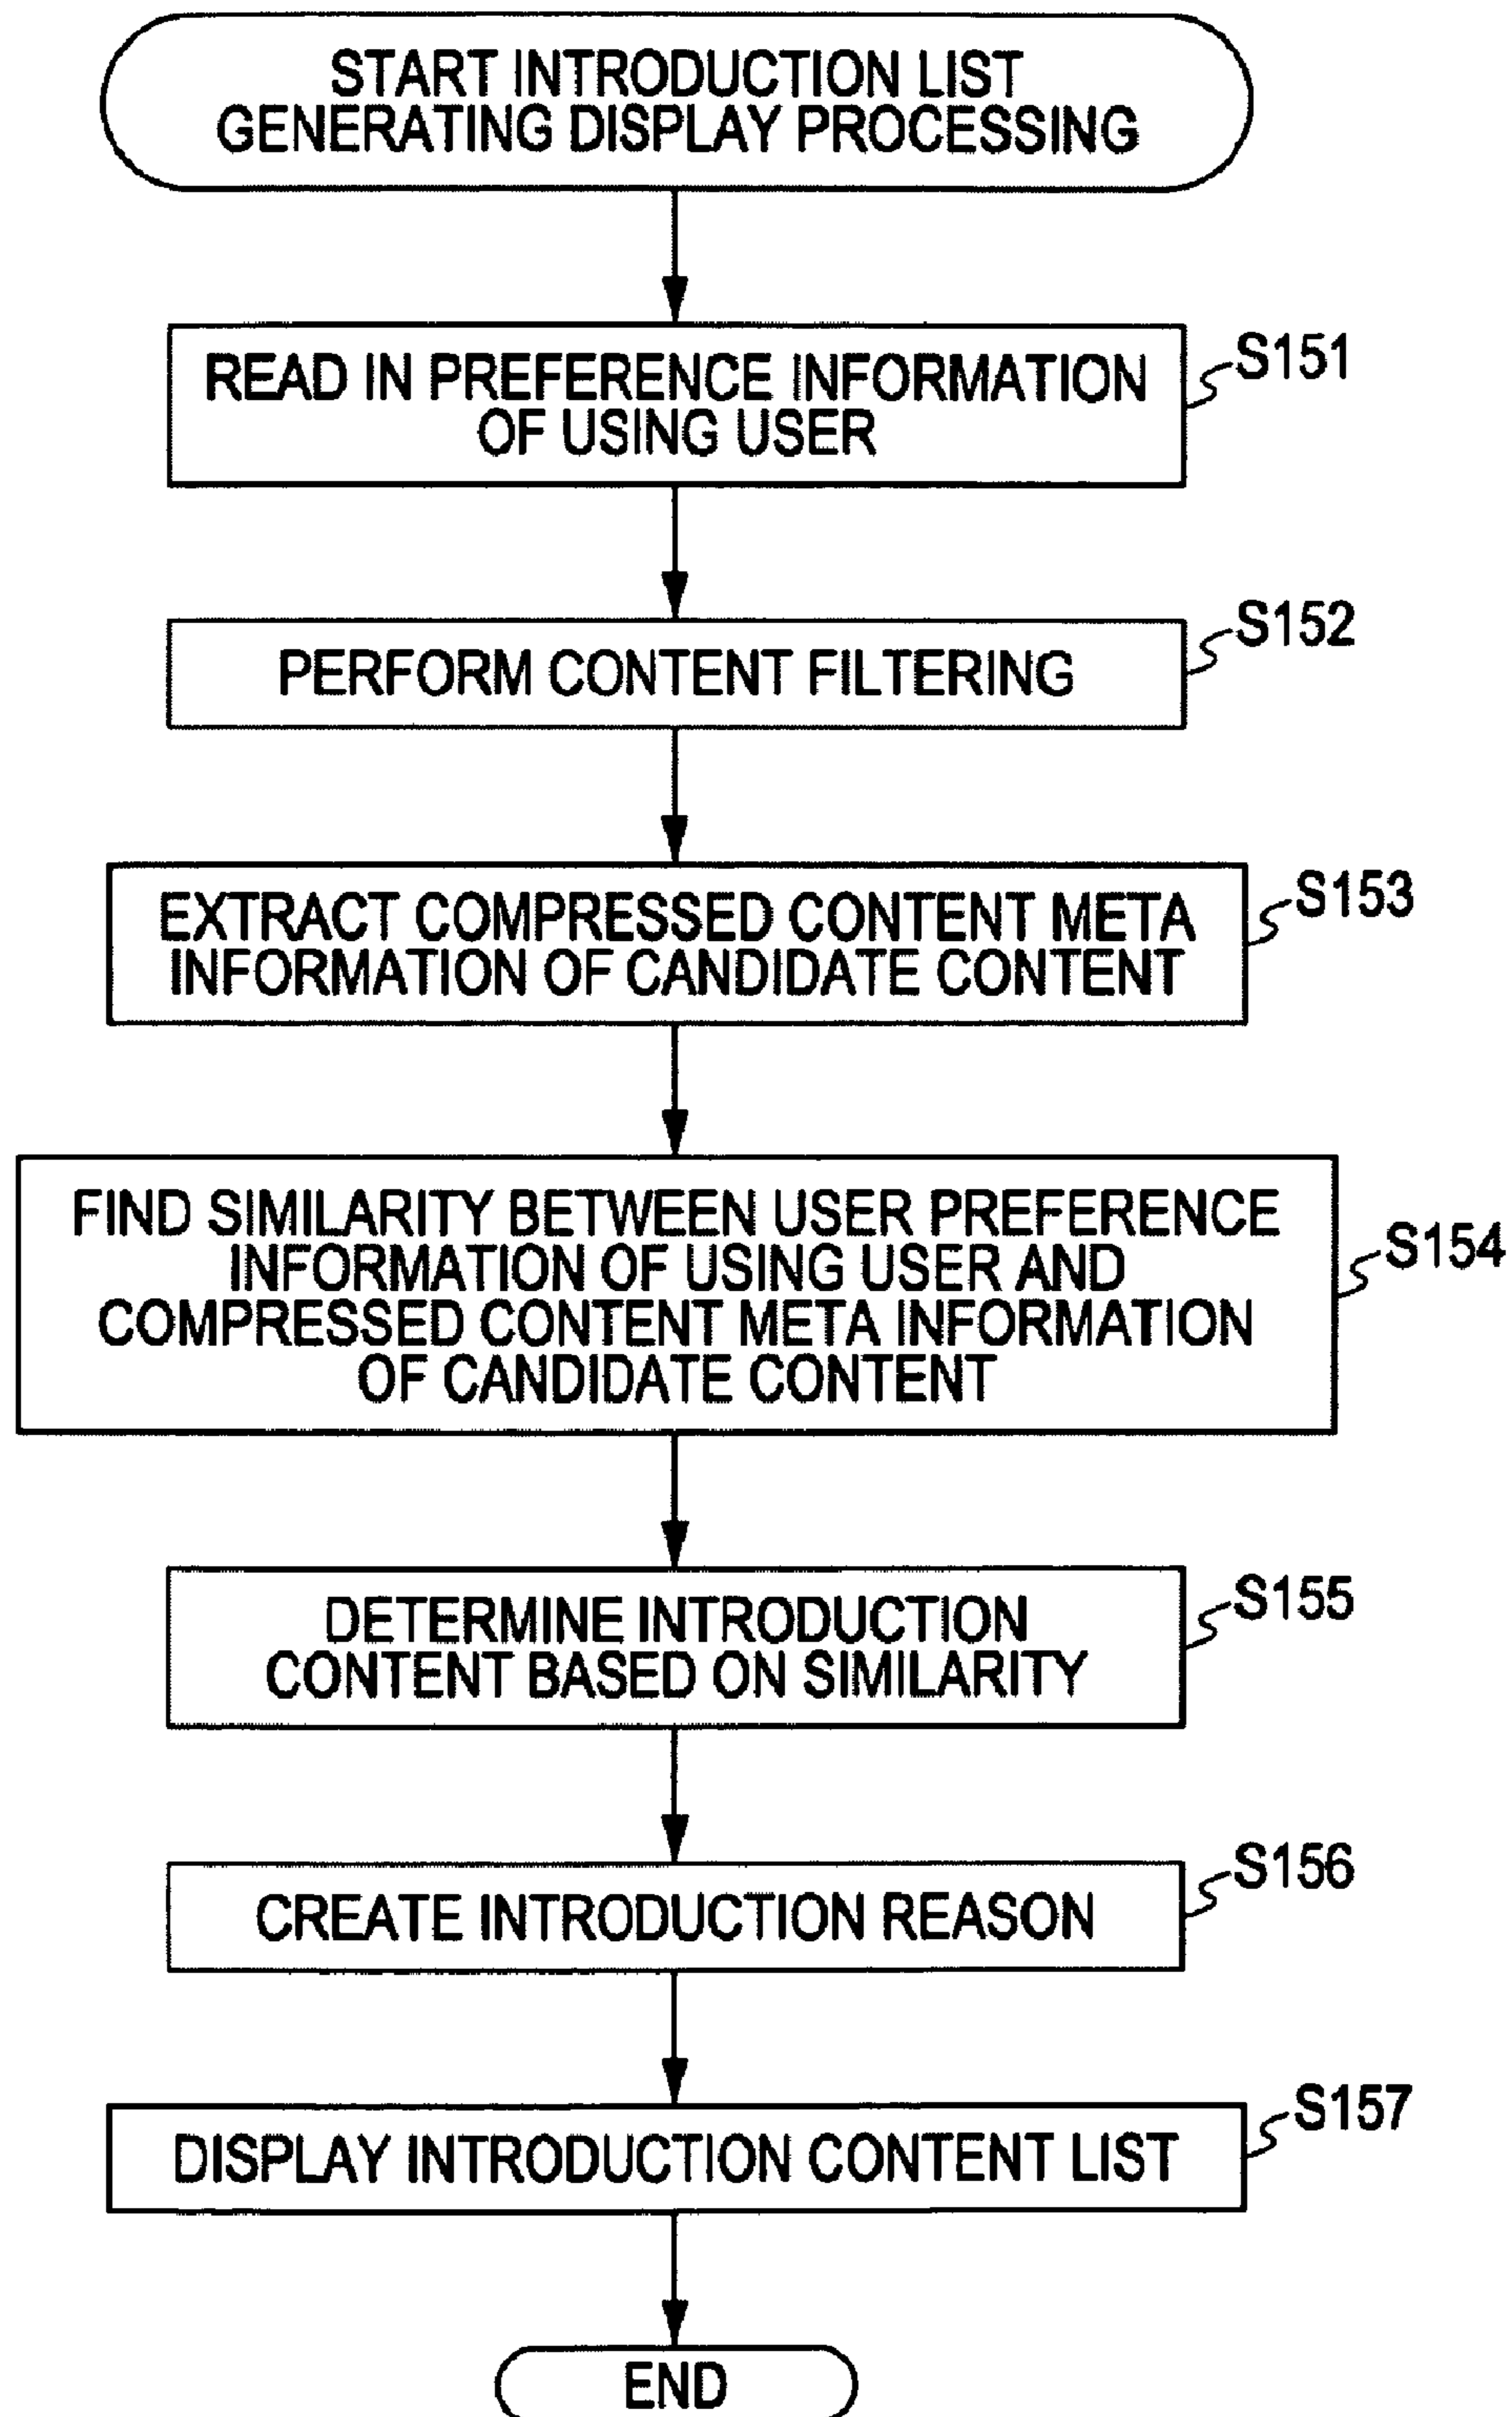 START INTRODUCTION LIST
GENERATING DISPLAY PROCESSING
READ IN PREFERENCE INFORMATION
OF USING USER
S151
PERFORM CONTENT FILTERING
S152
EXTRACT COMPRESSED CONTENT META
INFORMATION OF CANDIDATE CONTENT
S153
FIND SIMILARITY BETWEEN USER PREFERENCE
INFORMATION OF USING USER AND
COMPRESSED CONTENT META INFORMATION
OF CANDIDATE CONTENT
S154
DETERMINE INTRODUCTION
CONTENT BASED ON SIMILARITY
S155
CREATE INTRODUCTION REASON
S156
DISPLAY INTRODUCTION CONTENT LIST
S157
END